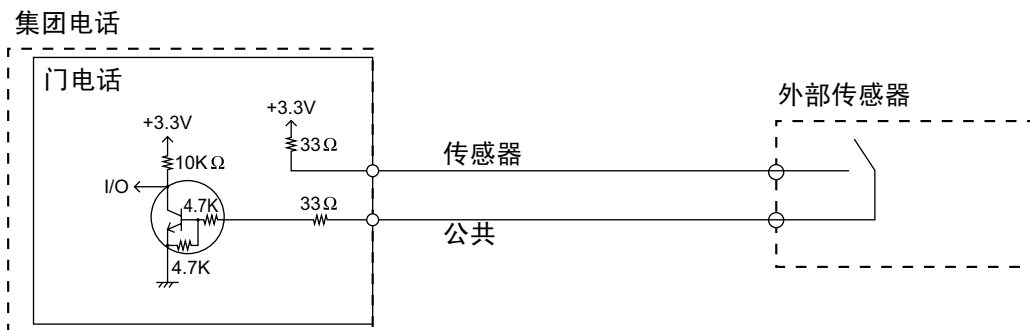 集团电话
门电话
外部传感器
+3.3V
+3.3V
33Ω
传感器
10KΩ
I/O
4.7K
33Ω
公共
4.7K